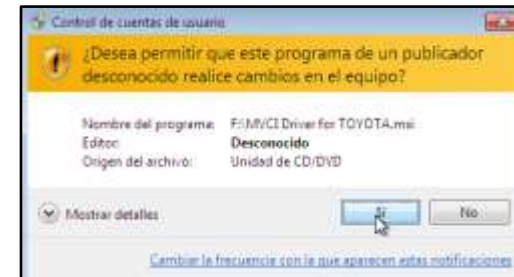 Control de cuentas de usuario
¿Desea permitir que este programa de un publicador
desconocido realice cambios en el equipo?
Nombre del programa: F:\MVCI Driver for TOYOTA.msi
Editor: Desconocido
Origen del archivo: Unidad de CD/DVD
Mostrar detalles
Sí
No
Cambiar la frecuencia con la que aparecen estas notificaciones